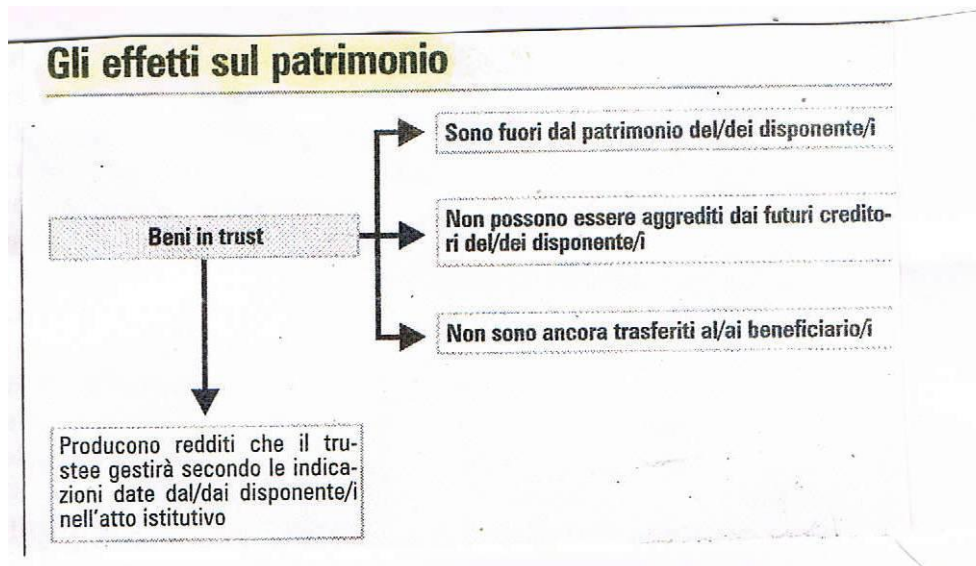 Gli effetti sul patrimonio
Sono fuori dal patrimonio del/dei disponente/i
Beni in trust
Non possono essere aggrediti dai futuri credito-
ri del/dei disponente/i
Non sono ancora trasferiti al/ai beneficiario/i
Producono redditi che il tru-
stee gestirà secondo le indica-
zioni date dal/dai disponente/i
nell'atto istitutivo